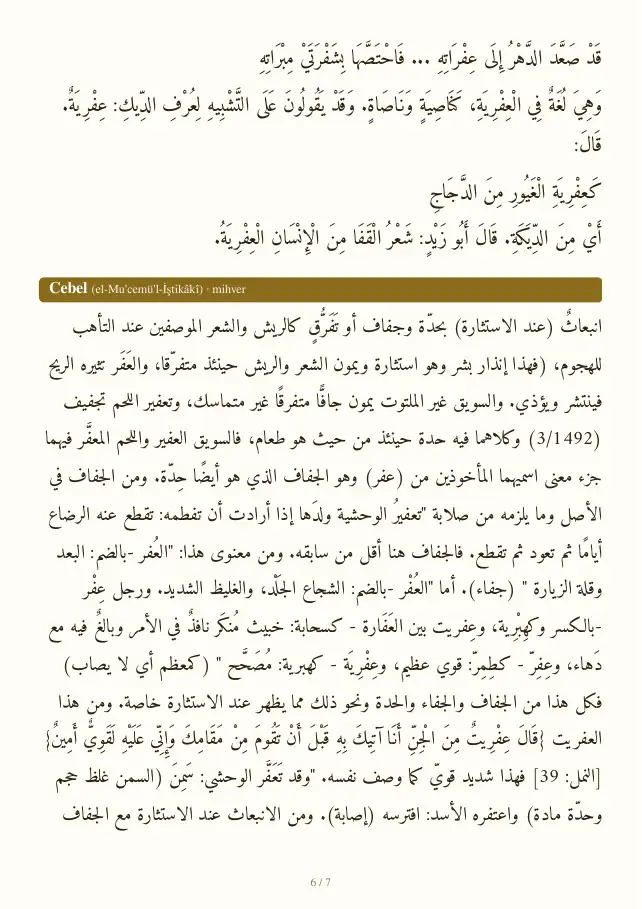 قَدْ صَعَّدَ الدَّهْرُ إِلَى عِفْرَاتِهِ ... فَاحْتَصَّهَا بِشَفْرَتَيْ مِبْرَاتِهِ
وَهِيَ لُغَةٌ فِي الْعِفْرِيَةِ، كَنَاصِيَةٍ وَنَاصَاةٍ. وَقَدْ يَقُولُونَ عَلَى التَّشْبِيهِ لِعُرْفِ الدِّيكِ: عِفْرِيَةٌ.
قَالَ:
كَعِفْرِيَةِ الْغَيُورِ مِنَ الدَّجَاجِ
أَيْ مِنَ الدِّيَكَةِ. قَالَ أَبُو زَيْدٍ: شَعْرُ الْقَفَا مِنَ الْإِنْسَانِ الْعِفْرِيَةُ.
Cebel (el-Mu'cemü'l-İştikâkî) · mihver
انبعاثٌ (عند الاستثارة) بحدّة وجفاف أو تَفَرُّقٍ كالريش والشعر الموصفين عند التأهب
للهجوم، (فهذا إنذار بشر وهو استثارة ويمون الشعر والريش حينئذ متفرّقا، والعَفَر تثيره الريح
فينتشر ويؤذي. والسويق غير الملتوت يمون جافًّا متفرقًا غير متماسك، وتعفير اللحم تجفيف
(3/1492) وكلاهما فيه حدة حينئذ من حيث هو طعام، فالسويق العفير واللحم المعفَّر فيهما
جزء معنى اسميهما المأخوذين من (عفر) وهو الجفاف الذي هو أيضًا حِدّة. ومن الجفاف في
الأصل وما يلزمه من صلابة "تعفيرُ الوحشية ولدَها إذا أرادت أن تفطمه: تقطع عنه الرضاع
أيامًا ثم تعود ثم تقطع. فالجفاف هنا أقل من سابقه. ومن معنوى هذا: "العُفر -بالضم: البعد
وقلة الزيارة " (جفاء). أما "العُفْر -بالضم: الشجاع الجَلْد، والغليظ الشديد. ورجل عِفْر
-بالكسر وكهِبْرِية، وعِفريت بين العَفَارة - كسحابة: خبيث مُنكَر نافذٌ في الأمر وبالغٌ فيه مع
دَهاء، وعِفِرّ - كطِمِرّ: قوي عظيم، وعِفْرِيَة - كهبرية: مُصَحَّح " (كمعظم أي لا يصاب)
فكل هذا من الجفاف والجفاء والحدة ونحو ذلك مما يظهر عند الاستثارة خاصة. ومن هذا
العفريت {قَالَ عِفْرِيتٌ مِنَ الْجِنِّ أَنَا آتِيكَ بِهِ قَبْلَ أَنْ تَقُومَ مِنْ مَقَامِكَ وَإِنِّي عَلَيْهِ لَقَوِيٌّ أَمِينٌ}
[النمل: 39] فهذا شديد قويّ كما وصف نفسه. "وقد تَعَفَّر الوحشي: سَمِنَ (السمن غلظ حجم
وحدّة مادة) واعتفره الأسد: افترسه (إصابة). ومن الانبعاث عند الاستثارة مع الجفاف
6 / 7